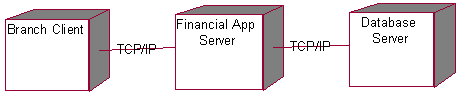 Branch Client
TCP/IP
Financial App
Server
TCP/IP
Database
Server